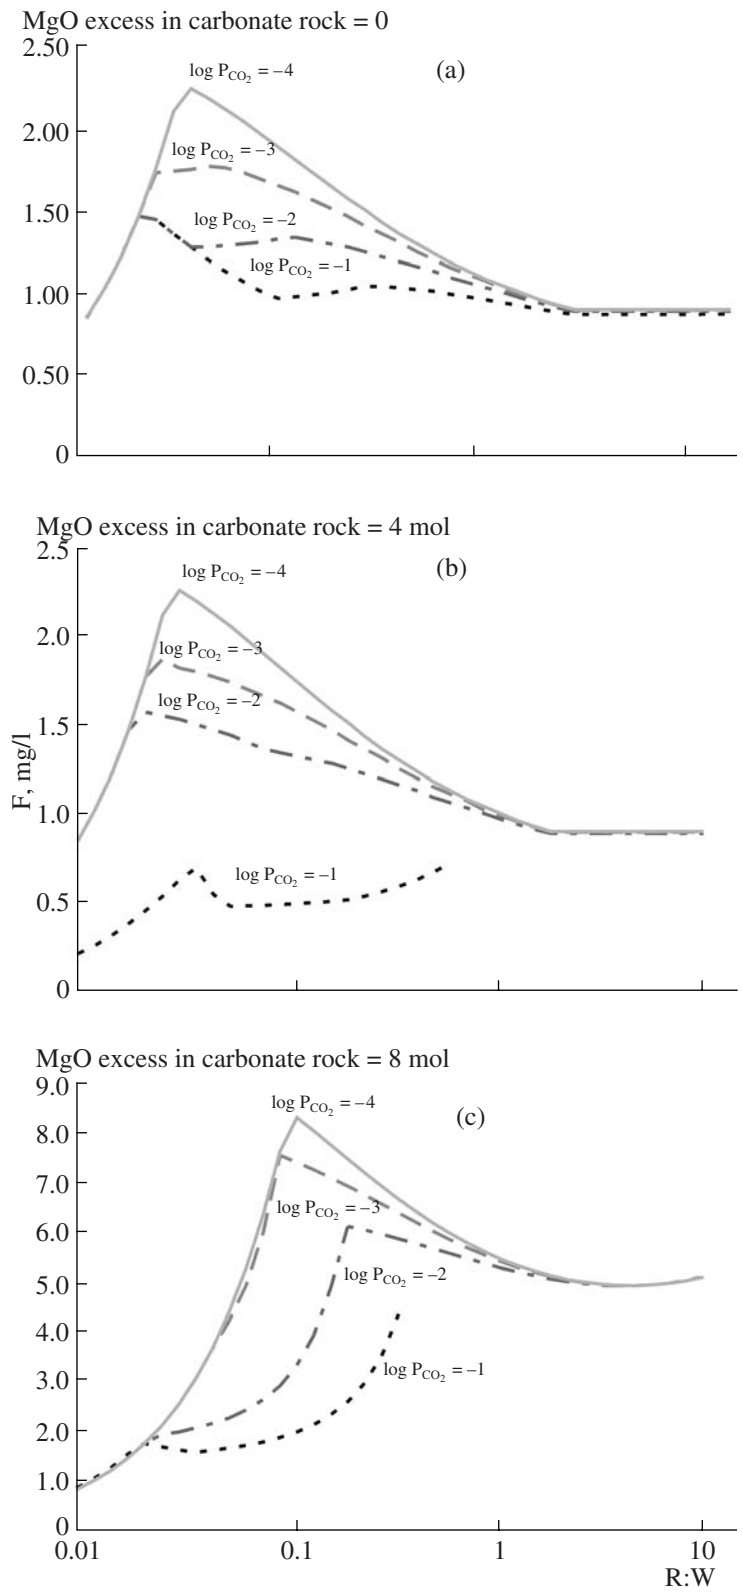 MgO excess in carbonate rock = 0
2.50
log P_CO₂ = –4
(a)
2.00
log P_CO₂ = –3
1.50
log P_CO₂ = –2
log P_CO₂ = –1
1.00
0.50
0
MgO excess in carbonate rock = 4 mol
2.5
log P_CO₂ = –4
(b)
2.0
log P_CO₂ = –3
log P_CO₂ = –2
1.5
F, mg/l
1.0
log P_CO₂ = –1
0.5
0
MgO excess in carbonate rock = 8 mol
9.0
log P_CO₂ = –4
(c)
8.0
7.0
log P_CO₂ = –3
6.0
log P_CO₂ = –2
5.0
4.0
log P_CO₂ = –1
3.0
2.0
1.0
0
0.01 0.1 1 10
R:W